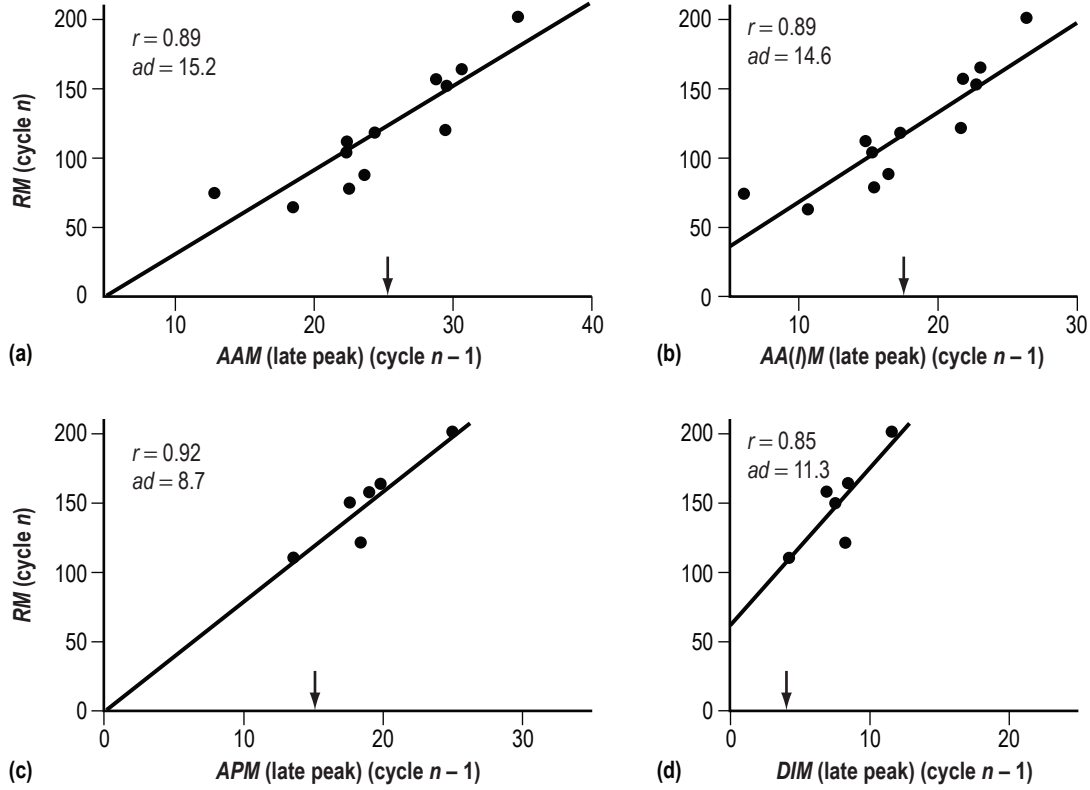 200
150
100
50
0
RM (cycle n)
r = 0.89
ad = 15.2
10 20 30 40
(a) AAM (late peak) (cycle n – 1)
200
150
100
50
0
r = 0.89
ad = 14.6
10 20 30
(b) AA(I)M (late peak) (cycle n – 1)
200
150
100
50
0
RM (cycle n)
r = 0.92
ad = 8.7
0 10 20 30
(c) APM (late peak) (cycle n – 1)
200
150
100
50
0
r = 0.85
ad = 11.3
0 10 20
(d) DIM (late peak) (cycle n – 1)